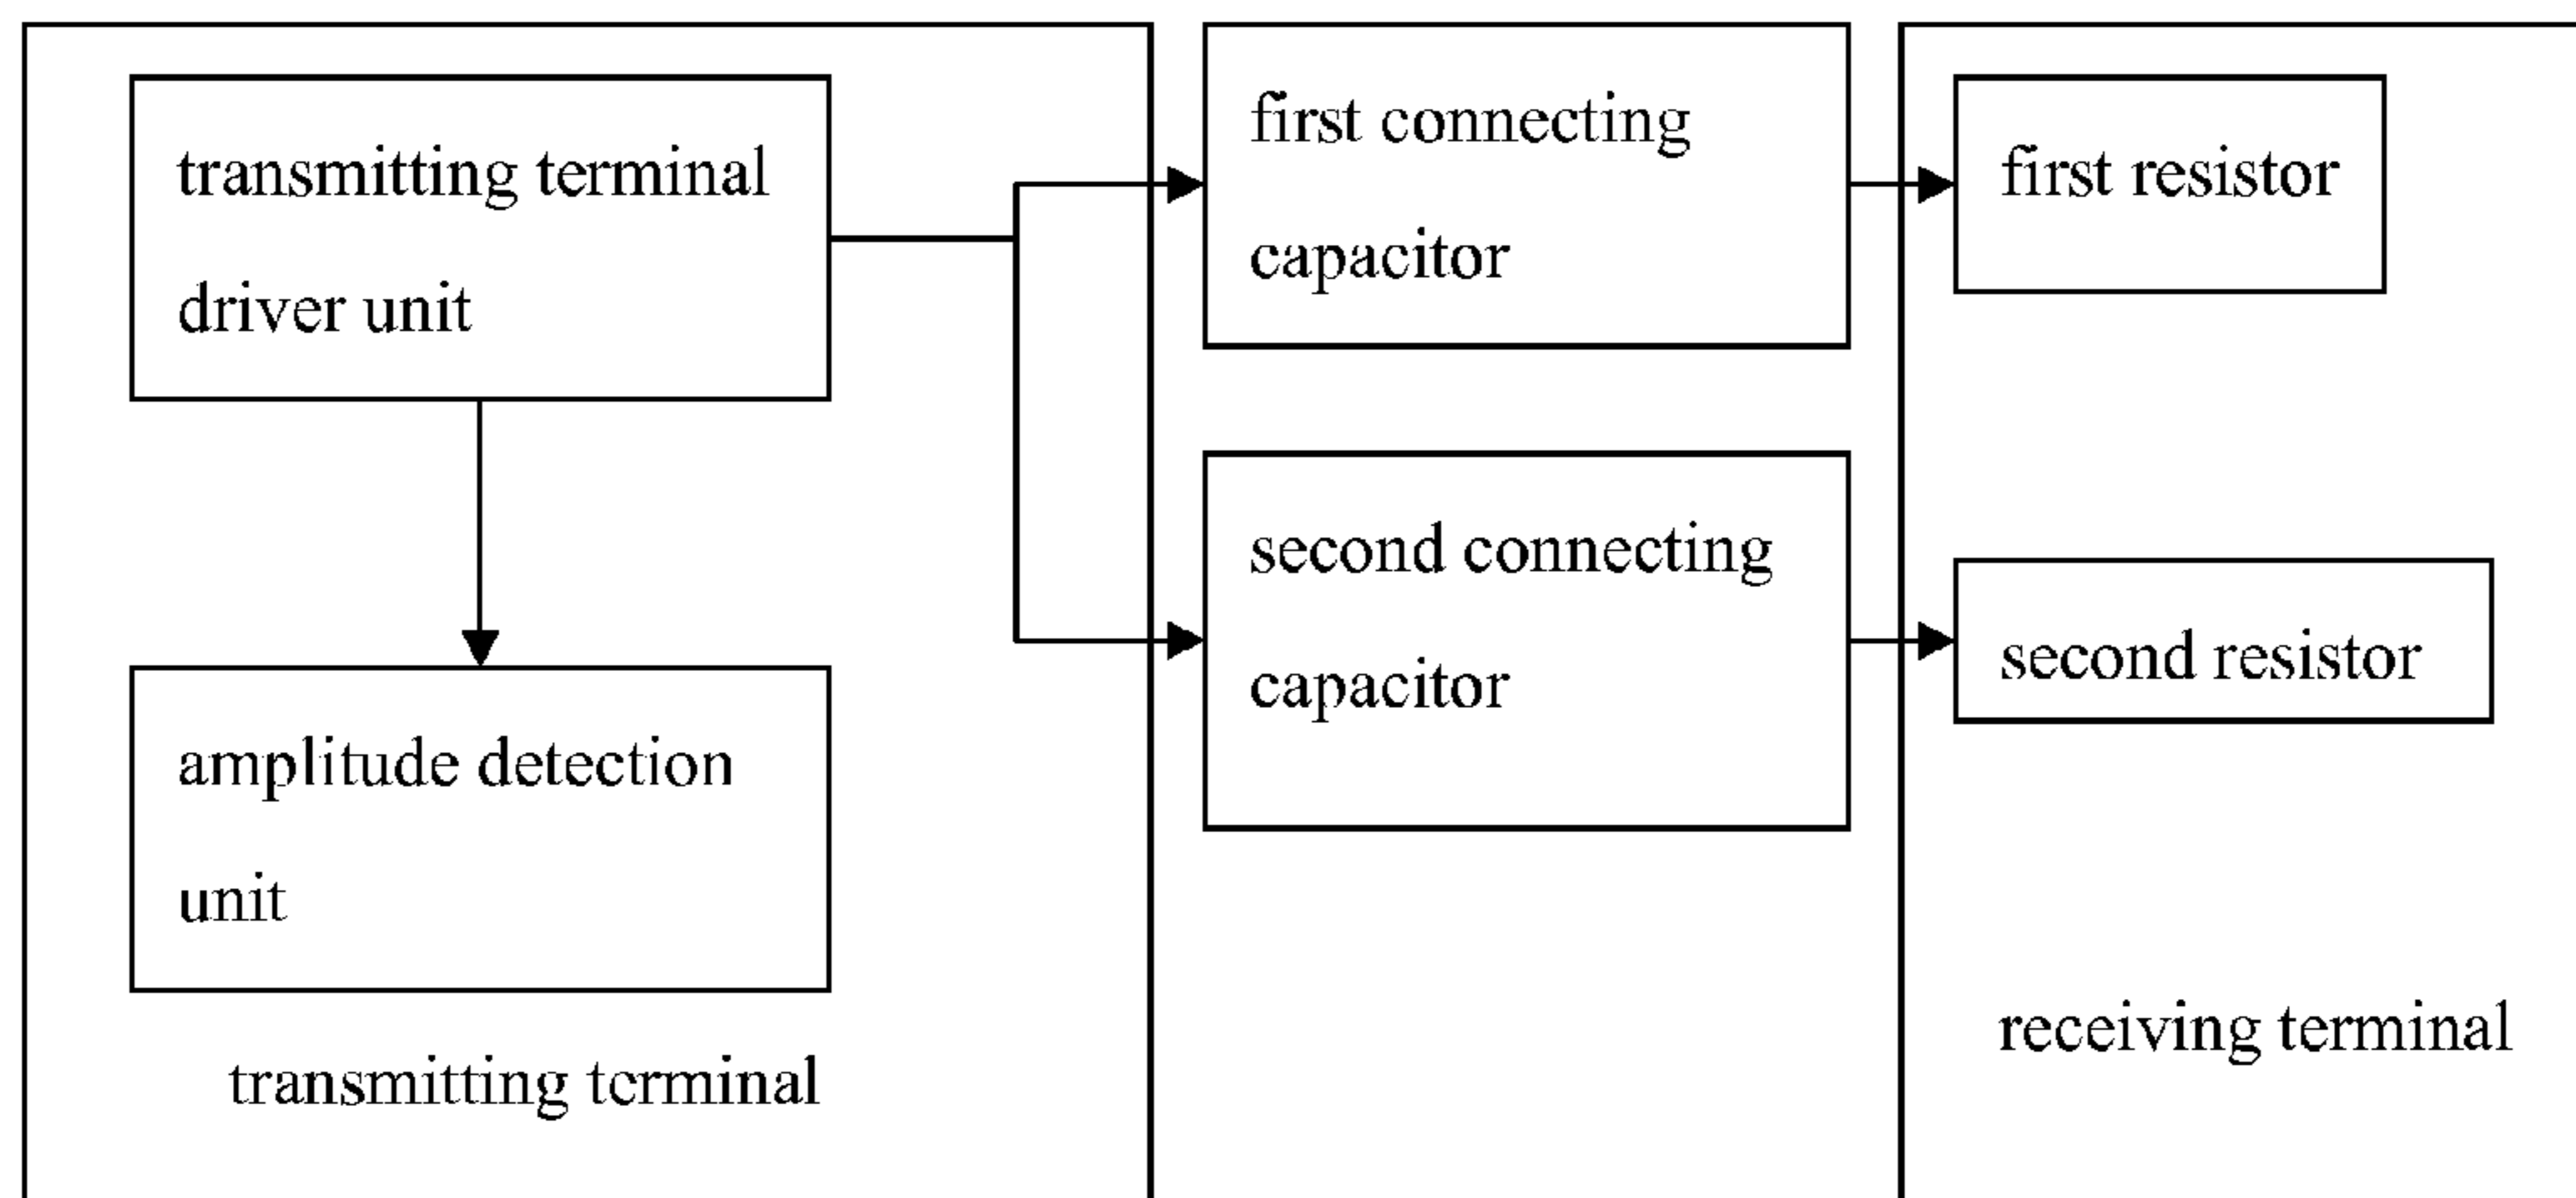 transmitting terminal
driver unit
first connecting
capacitor
first resistor
second connecting
capacitor
second resistor
amplitude detection
unit
transmitting terminal
receiving terminal